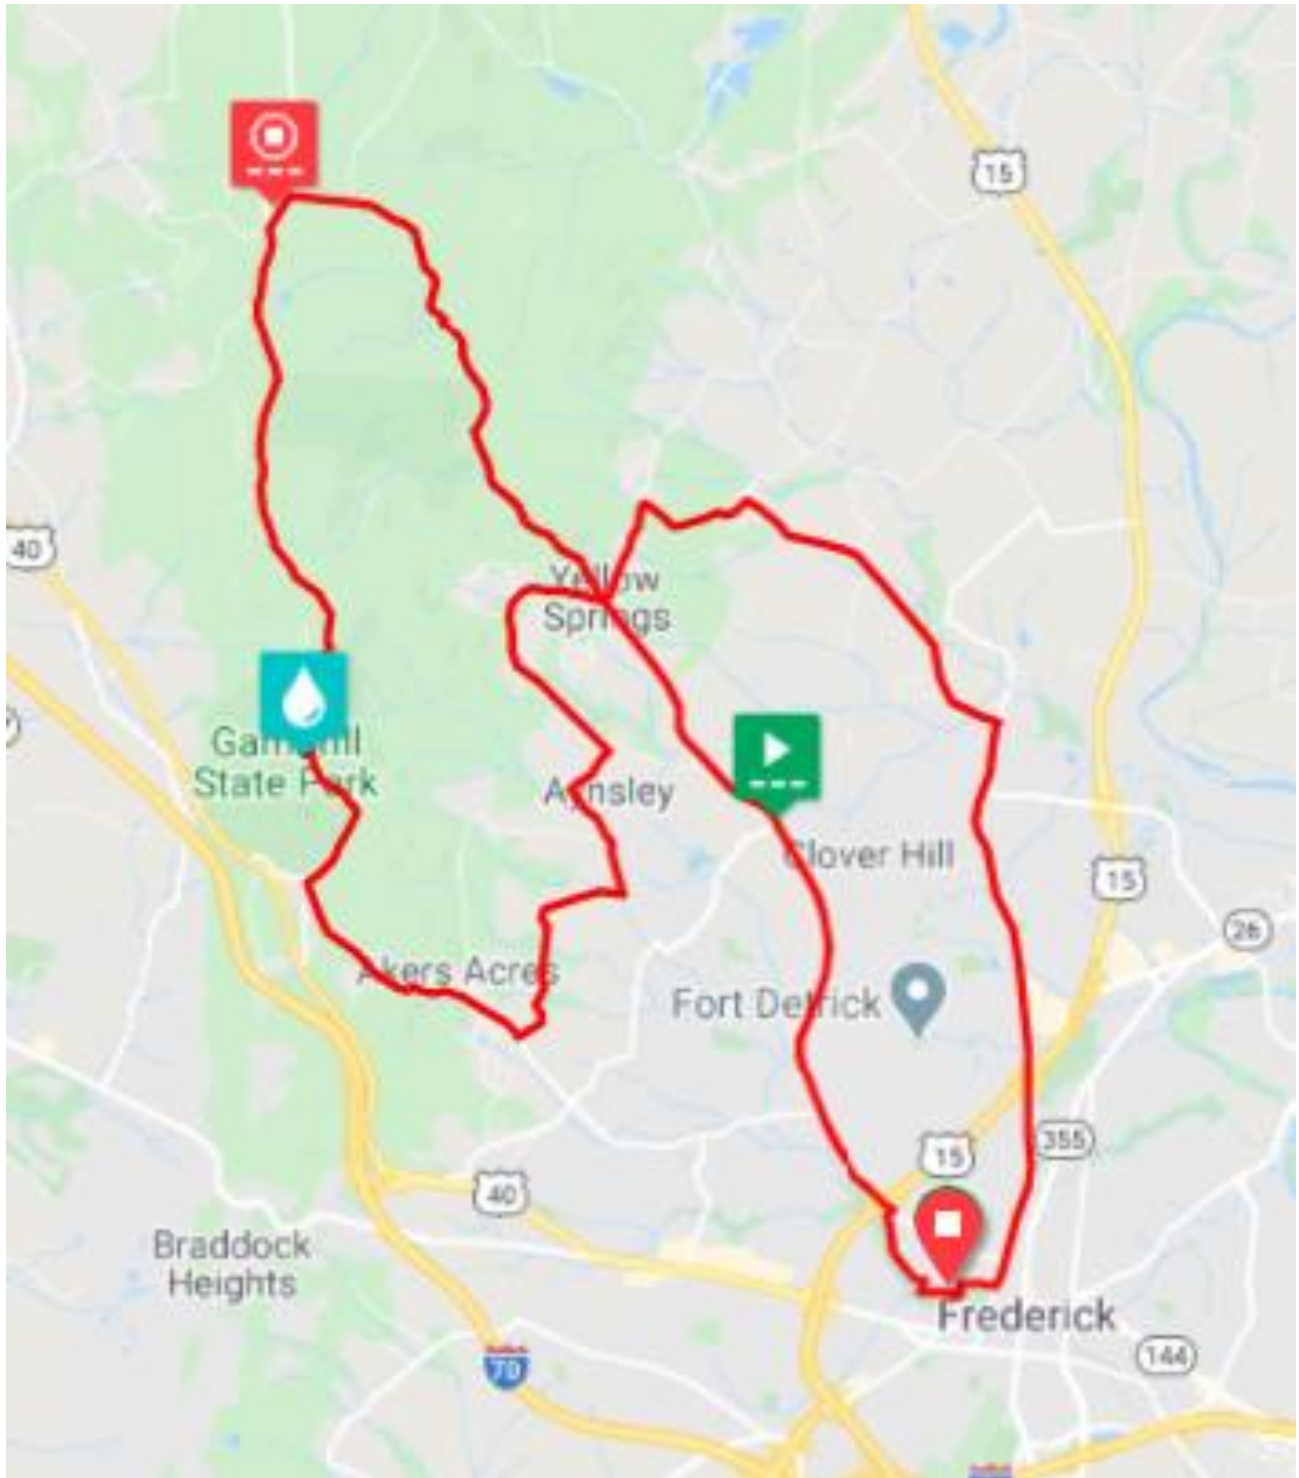 15
40
Yellow
Springs
Gambrill
State Park
Aynsley
Clover Hill
15
26
Akers Acres
Fort Detrick
15
355
40
Braddock
Heights
Frederick
144
70